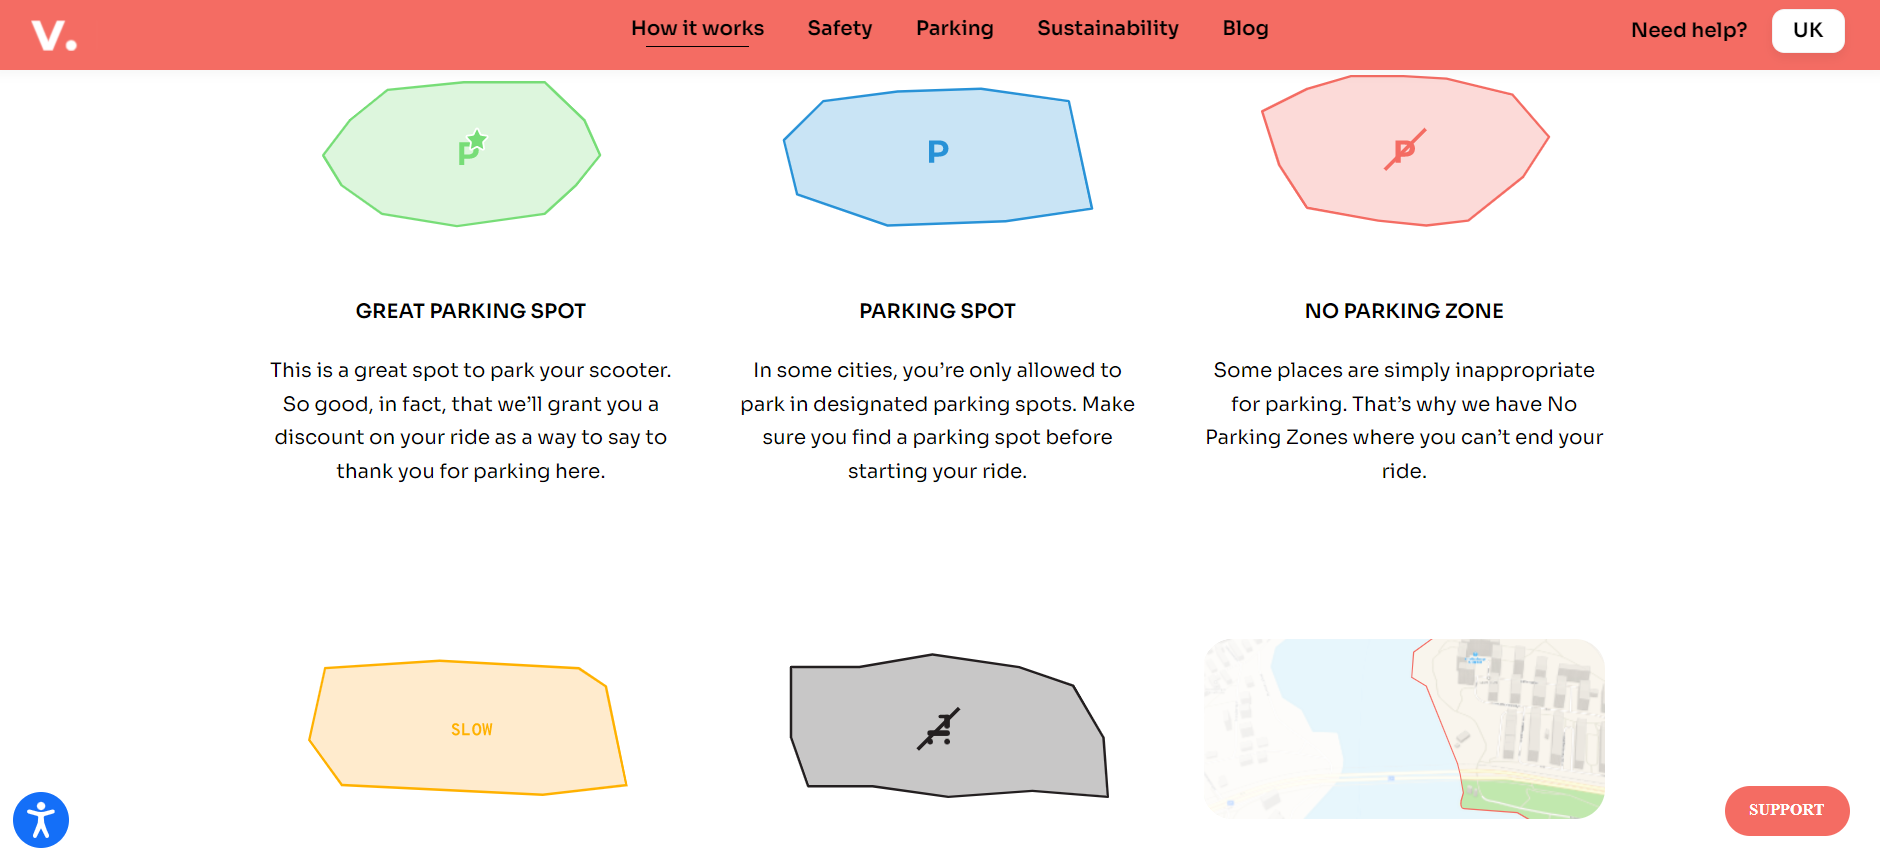 V.
How it works
Safety
Parking
Sustainability
Blog
Need help?
UK
P
P
P
GREAT PARKING SPOT
This is a great spot to park your scooter.
So good, in fact, that we’ll grant you a
discount on your ride as a way to say to
thank you for parking here.
PARKING SPOT
In some cities, you’re only allowed to
park in designated parking spots. Make
sure you find a parking spot before
starting your ride.
NO PARKING ZONE
Some places are simply inappropriate
for parking. That’s why we have No
Parking Zones where you can’t end your
ride.
SLOW
SUPPORT